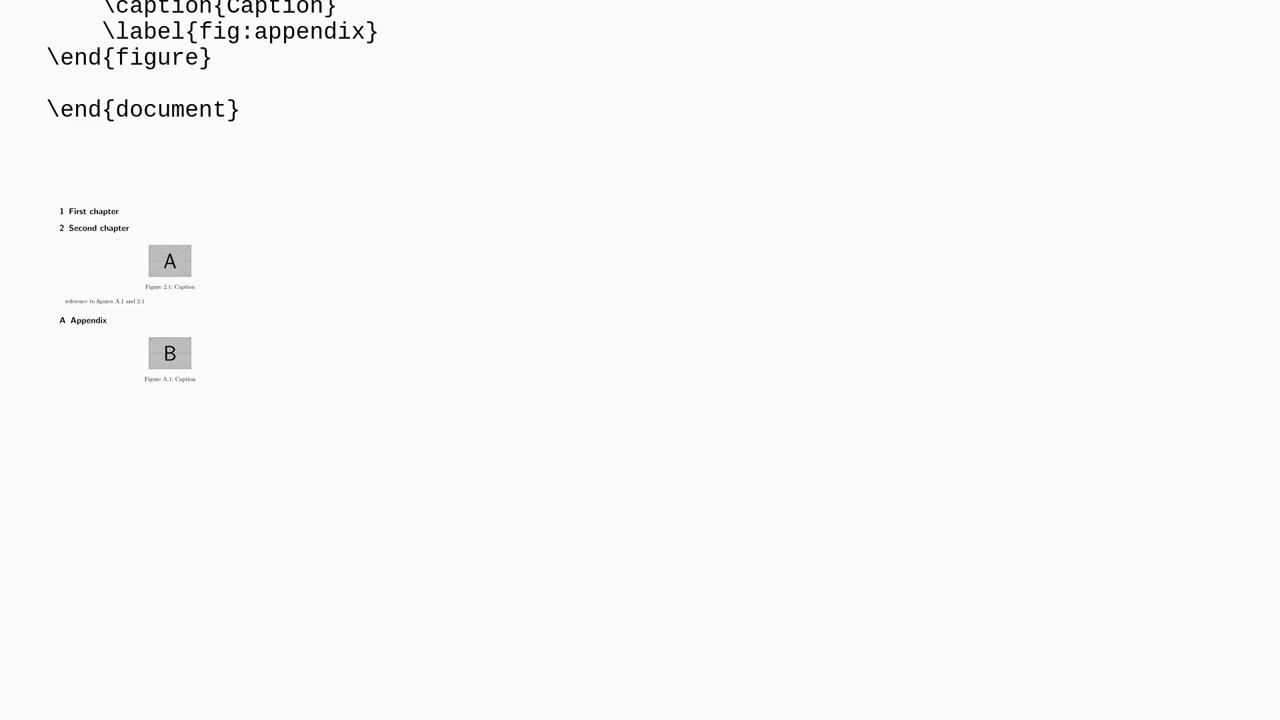 \caption{Caption}
\label{fig:appendix}
\end{figure}
\end{document}
1 First chapter
2 Second chapter
A
Figure 2.1: Caption
reference to figures A.1 and 2.1
A Appendix
B
Figure A.1: Caption